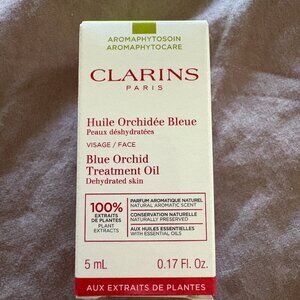 AROMAPHYTOSOIN
AROMAPHYTOCARE
CLARINS
PARIS
Huile Orchidée Bleue
Peaux déshydratées
VISAGE / FACE
Blue Orchid
Treatment Oil
Dehydrated skin
100%
EXTRAITS
DE PLANTES
PLANT
EXTRACTS
PARFUM AROMATIQUE NATUREL
NATURAL AROMATIC SCENT
CONSERVATION NATURELLE
NATURALLY PRESERVED
AUX HUILES ESSENTIELLES
WITH ESSENTIAL OILS
5 mL 0.17 Fl. Oz.
AUX EXTRAITS DE PLANTES